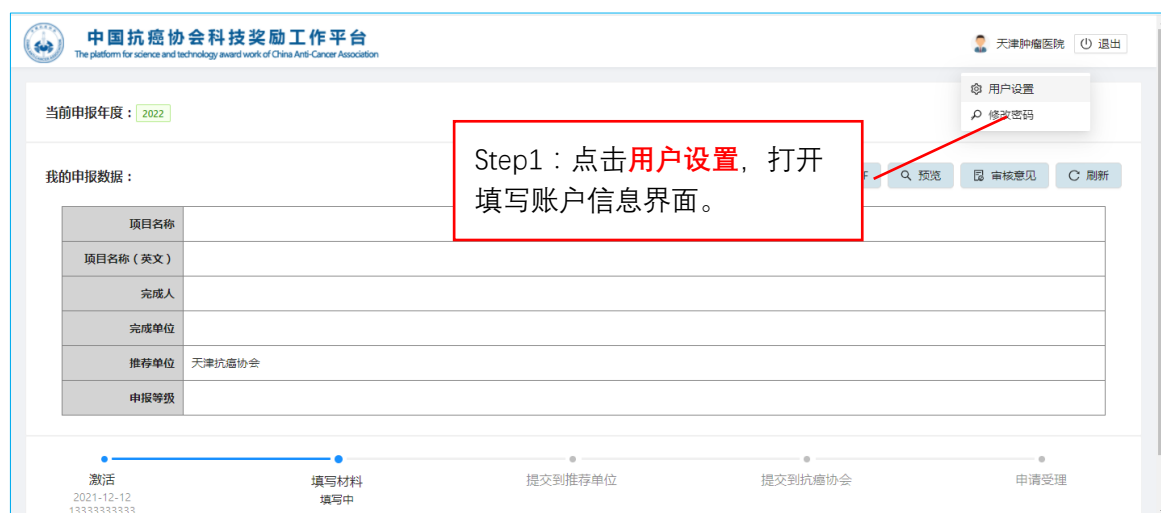 中国抗癌协会科技奖励工作平台
The platform for science and technology award work of China Anti-Cancer Association
天津肿瘤医院 退出
用户设置
修改密码
当前申报年度：2022
Step1：点击用户设置，打开
填写账户信息界面。
我的申报数据：
预览 审核意见 刷新
项目名称
项目名称（英文）
完成人
完成单位
推荐单位 天津抗癌协会
申报等级
激活 填写材料 提交到推荐单位 提交到抗癌协会 申请受理
2021-12-12 填写中
13333333333